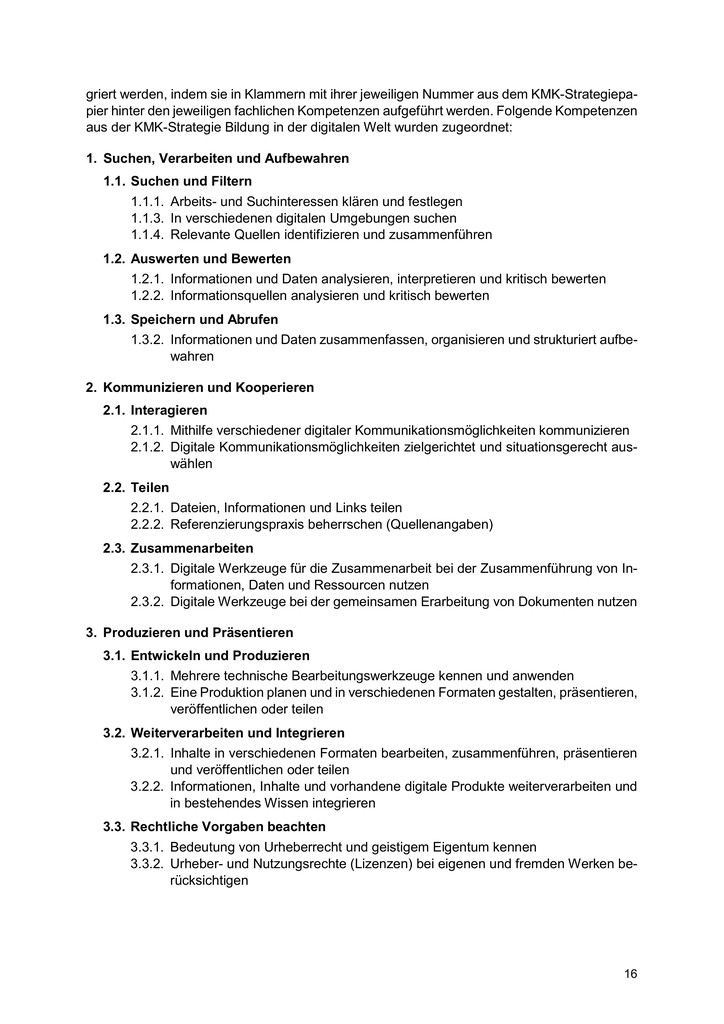 griert werden, indem sie in Klammern mit ihrer jeweiligen Nummer aus dem KMK-Strategiepa-
pier hinter den jeweiligen fachlichen Kompetenzen aufgeführt werden. Folgende Kompetenzen
aus der KMK-Strategie Bildung in der digitalen Welt wurden zugeordnet:
1. Suchen, Verarbeiten und Aufbewahren
1.1. Suchen und Filtern
1.1.1. Arbeits- und Suchinteressen klären und festlegen
1.1.3. In verschiedenen digitalen Umgebungen suchen
1.1.4. Relevante Quellen identifizieren und zusammenführen
1.2. Auswerten und Bewerten
1.2.1. Informationen und Daten analysieren, interpretieren und kritisch bewerten
1.2.2. Informationsquellen analysieren und kritisch bewerten
1.3. Speichern und Abrufen
1.3.2. Informationen und Daten zusammenfassen, organisieren und strukturiert aufbe-
wahren
2. Kommunizieren und Kooperieren
2.1. Interagieren
2.1.1. Mithilfe verschiedener digitaler Kommunikationsmöglichkeiten kommunizieren
2.1.2. Digitale Kommunikationsmöglichkeiten zielgerichtet und situationsgerecht aus-
wählen
2.2. Teilen
2.2.1. Dateien, Informationen und Links teilen
2.2.2. Referenzierungspraxis beherrschen (Quellenangaben)
2.3. Zusammenarbeiten
2.3.1. Digitale Werkzeuge für die Zusammenarbeit bei der Zusammenführung von In-
formationen, Daten und Ressourcen nutzen
2.3.2. Digitale Werkzeuge bei der gemeinsamen Erarbeitung von Dokumenten nutzen
3. Produzieren und Präsentieren
3.1. Entwickeln und Produzieren
3.1.1. Mehrere technische Bearbeitungswerkzeuge kennen und anwenden
3.1.2. Eine Produktion planen und in verschiedenen Formaten gestalten, präsentieren,
veröffentlichen oder teilen
3.2. Weiterverarbeiten und Integrieren
3.2.1. Inhalte in verschiedenen Formaten bearbeiten, zusammenführen, präsentieren
und veröffentlichen oder teilen
3.2.2. Informationen, Inhalte und vorhandene digitale Produkte weiterverarbeiten und
in bestehendes Wissen integrieren
3.3. Rechtliche Vorgaben beachten
3.3.1. Bedeutung von Urheberrecht und geistigem Eigentum kennen
3.3.2. Urheber- und Nutzungsrechte (Lizenzen) bei eigenen und fremden Werken be-
rücksichtigen
16